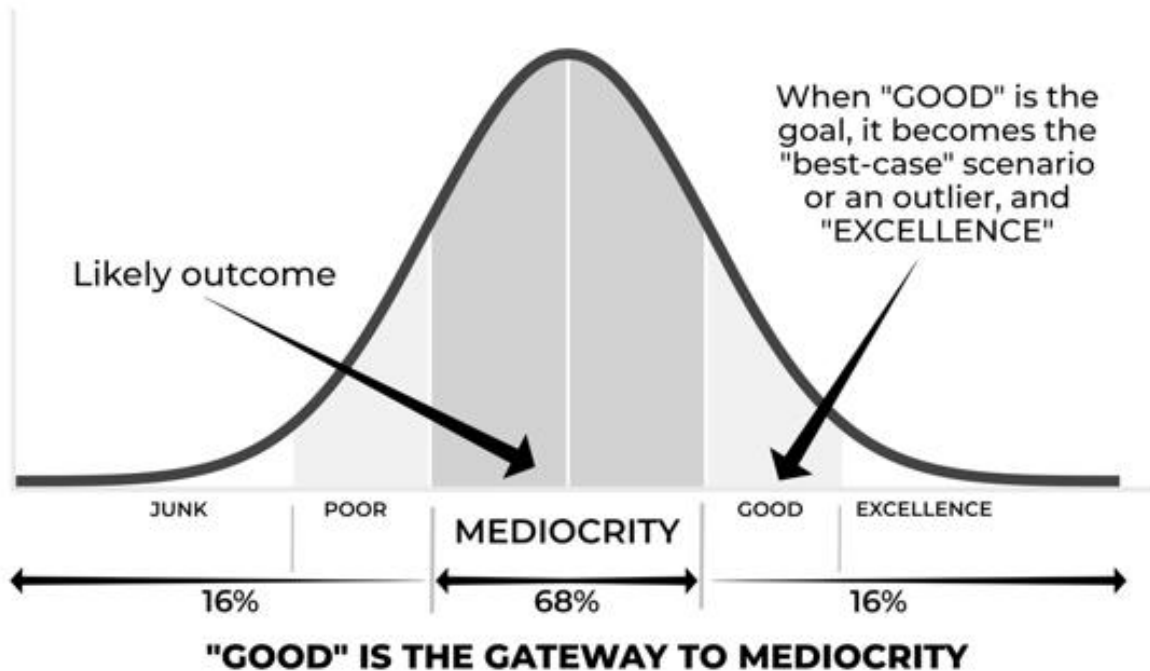 When "GOOD" is the
goal, it becomes the
"best-case" scenario
or an outlier, and
"EXCELLENCE"
Likely outcome
JUNK
POOR
MEDIOCRITY
GOOD
EXCELLENCE
16%
68%
16%
"GOOD" IS THE GATEWAY TO MEDIOCRITY